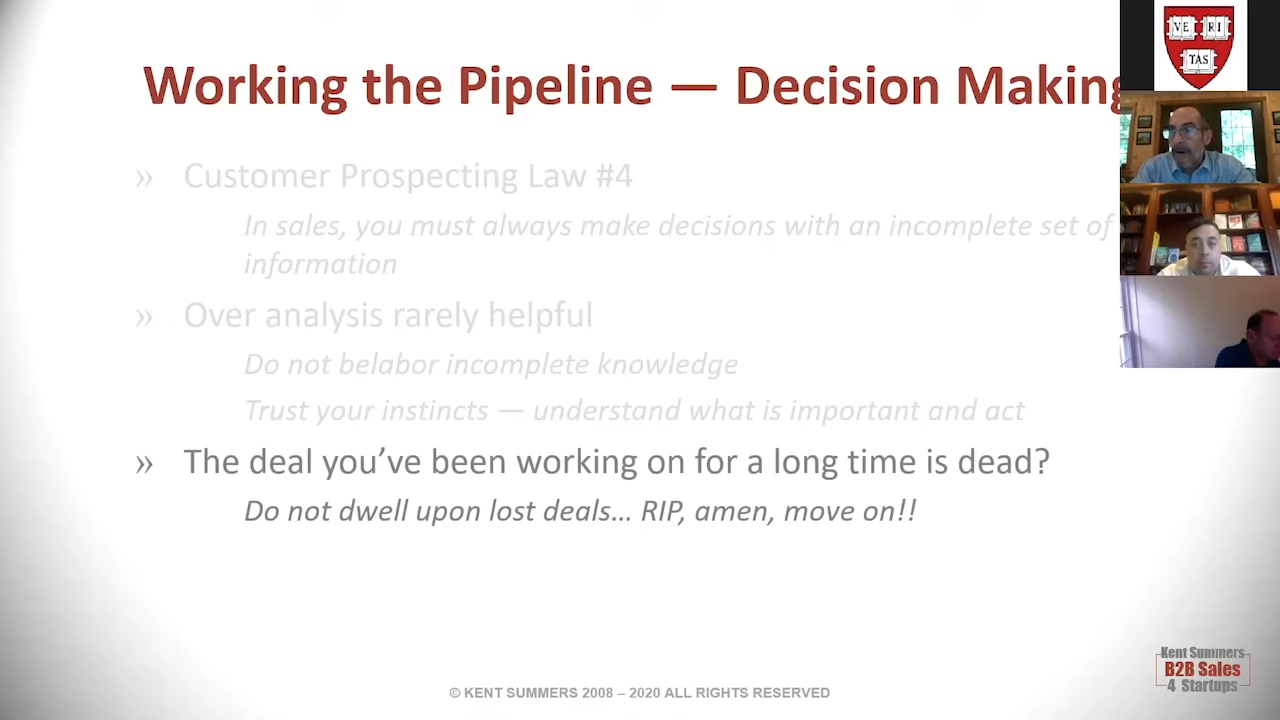 Working the Pipeline — Decision Making
VE RI
TAS
» Customer Prospecting Law #4
In sales, you must always make decisions with an incomplete set of
information
» Over analysis rarely helpful
Do not belabor incomplete knowledge
Trust your instincts — understand what is important and act
» The deal you’ve been working on for a long time is dead?
Do not dwell upon lost deals… RIP, amen, move on!!
Kent Summers
B2B Sales
4 Startups
© KENT SUMMERS 2008 – 2020 ALL RIGHTS RESERVED